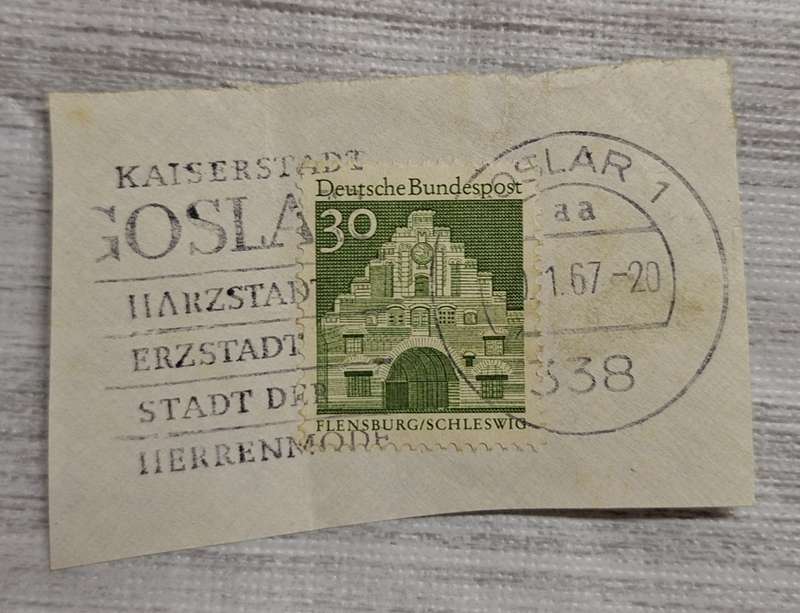 KAISERSTADT
GOSLA
HARZSTADT
ERZSTADT
STADT DER
HERRENMODE
Deutsche Bundespost
30
FLENSBURG/SCHLESWIG
OSLAR 1
aa
.1.67-20
338